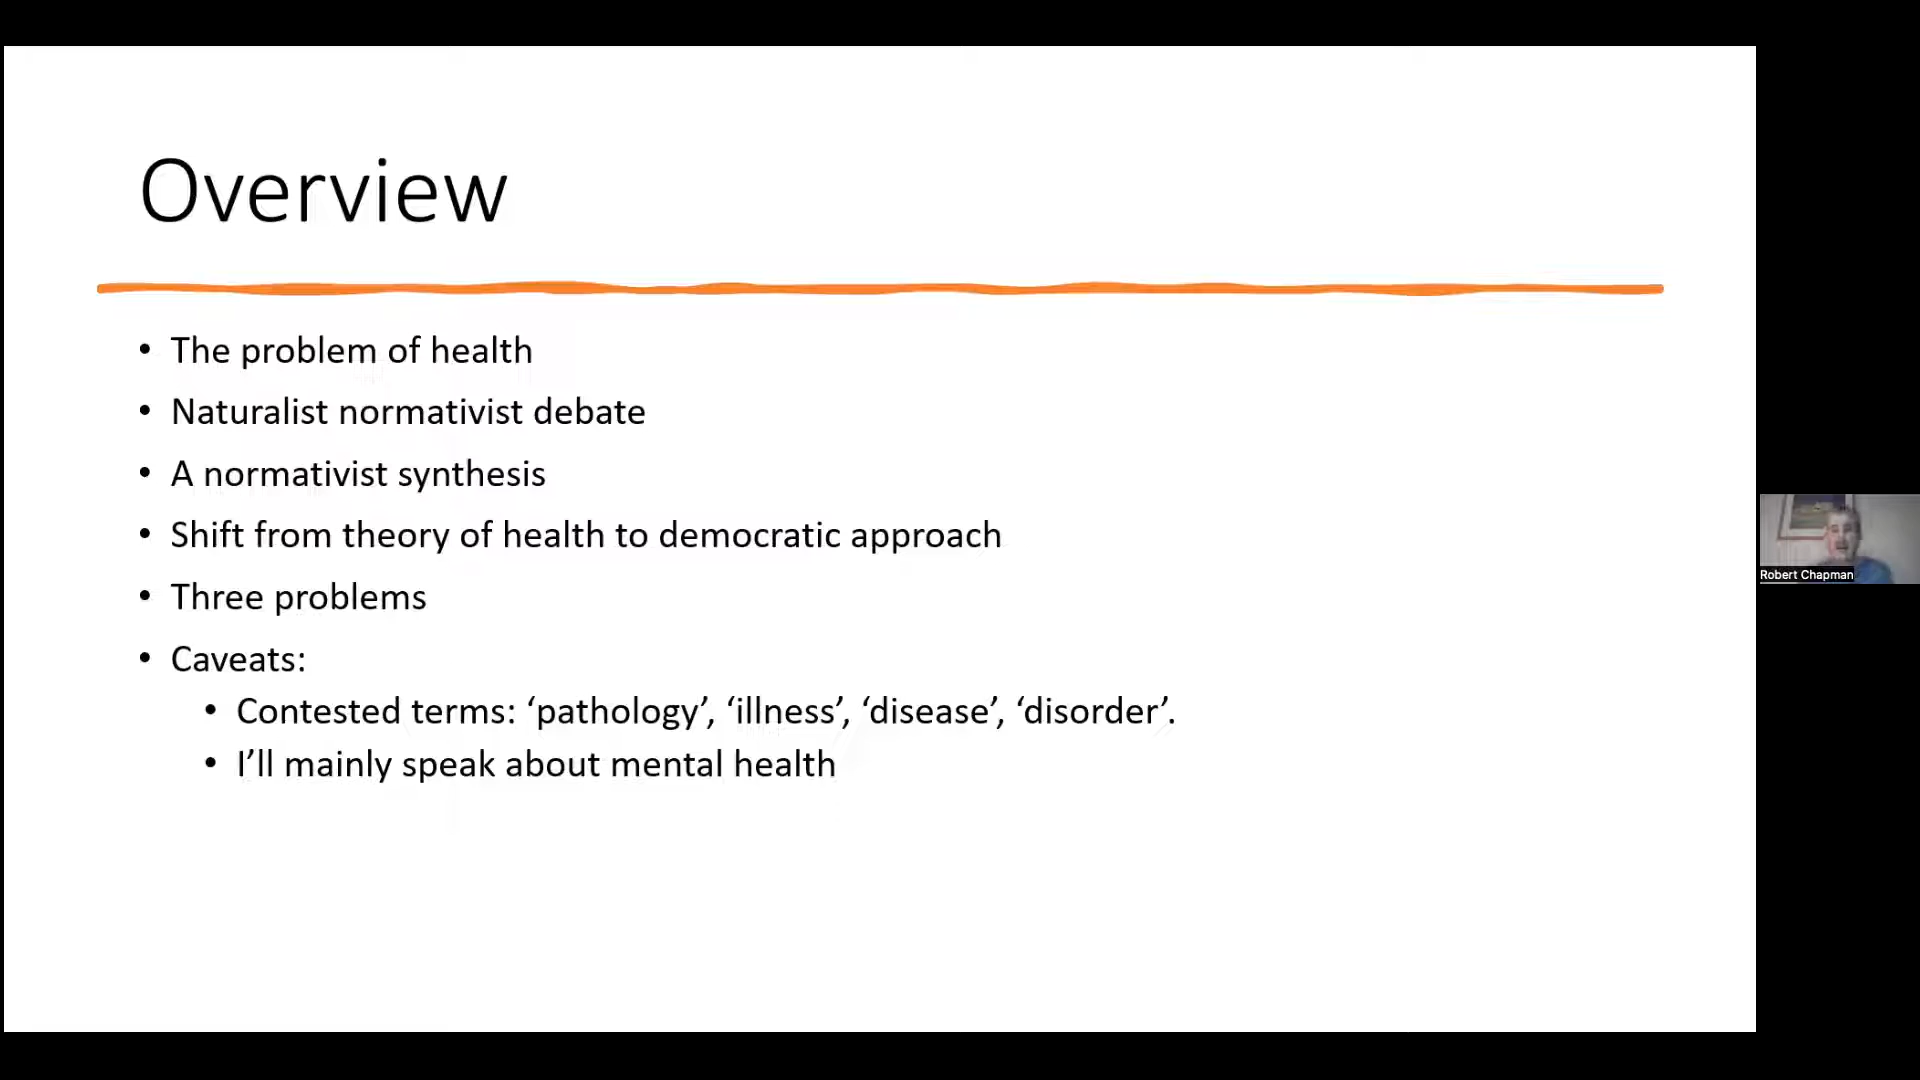 Overview
• The problem of health
• Naturalist normativist debate
• A normativist synthesis
• Shift from theory of health to democratic approach
• Three problems
• Caveats:
• Contested terms: ‘pathology’, ‘illness’, ‘disease’, ‘disorder’.
• I’ll mainly speak about mental health
Robert Chapman